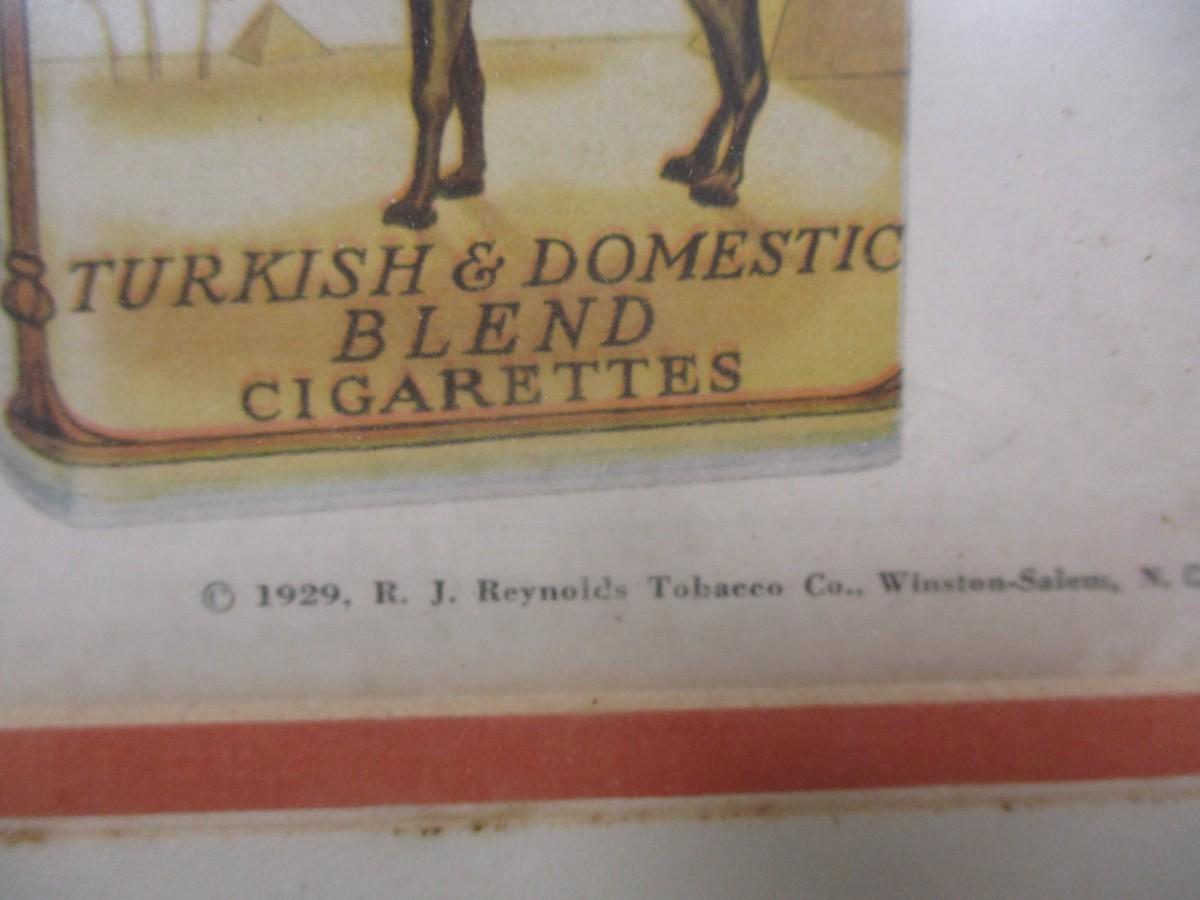 TURKISH & DOMESTIC
BLEND
CIGARETTES
© 1929, R. J. Reynolds Tobacco Co., Winston-Salem, N. C